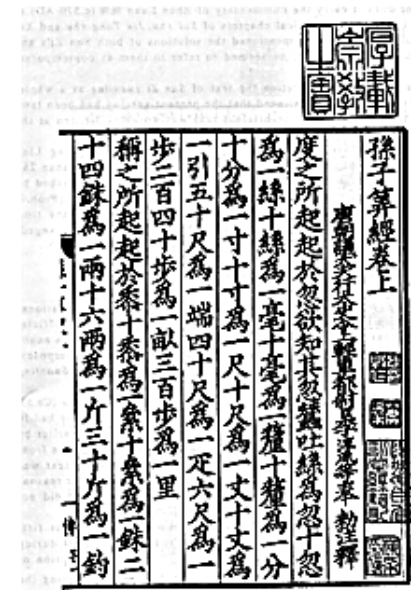 孫子筭經卷上
唐朝議大夫行太史令上輕車都尉臣李淳風等奉 勅注釋
度之所起起於忽欲知其忽蠶吐絲爲忽十忽
爲一絲十絲爲一毫十毫爲一釐十釐爲一分
十分爲一寸十寸爲一尺十尺爲一丈十丈爲
一引五十尺爲一端四十尺爲一疋六尺爲一
步二百四十步爲一畝三百步爲一里
稱之所起起於黍十黍爲一絫十絫爲一銖二
十四銖爲一兩十六兩爲一斤三十斤爲一鈞